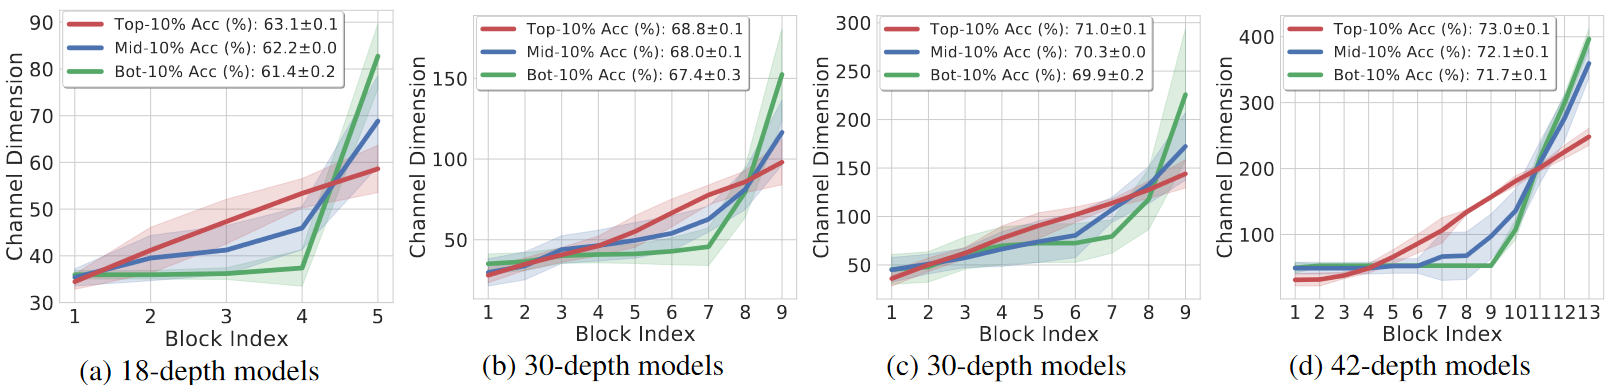 Top-10% Acc (%): 63.1±0.1
Mid-10% Acc (%): 62.2±0.0
Bot-10% Acc (%): 61.4±0.2
Channel Dimension
90
80
70
60
50
40
30
1 2 3 4 5
Block Index
(a) 18-depth models
Top-10% Acc (%): 68.8±0.1
Mid-10% Acc (%): 68.0±0.1
Bot-10% Acc (%): 67.4±0.3
Channel Dimension
150
100
50
1 2 3 4 5 6 7 8 9
Block Index
(b) 30-depth models
Top-10% Acc (%): 71.0±0.1
Mid-10% Acc (%): 70.3±0.0
Bot-10% Acc (%): 69.9±0.2
Channel Dimension
300
250
200
150
100
50
1 2 3 4 5 6 7 8 9
Block Index
(c) 30-depth models
Top-10% Acc (%): 73.0±0.1
Mid-10% Acc (%): 72.1±0.1
Bot-10% Acc (%): 71.7±0.1
Channel Dimension
400
300
200
100
1 2 3 4 5 6 7 8 9 10 11 12 13
Block Index
(d) 42-depth models